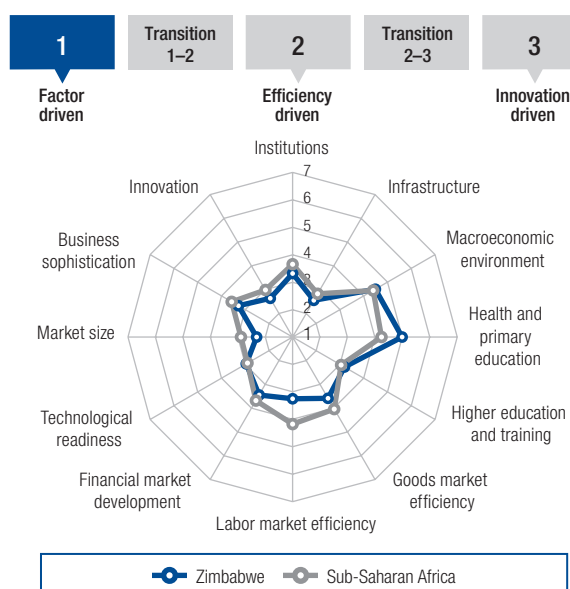 1
Transition
1–2
2
Transition
2–3
3
Factor
driven
Efficiency
driven
Innovation
driven
Institutions
7
6
5
4
3
2
1
Infrastructure
Macroeconomic
environment
Health and
primary
education
Higher education
and training
Goods market
efficiency
Labor market efficiency
Financial market
development
Technological
readiness
Market size
Business
sophistication
Innovation
Zimbabwe
Sub-Saharan Africa